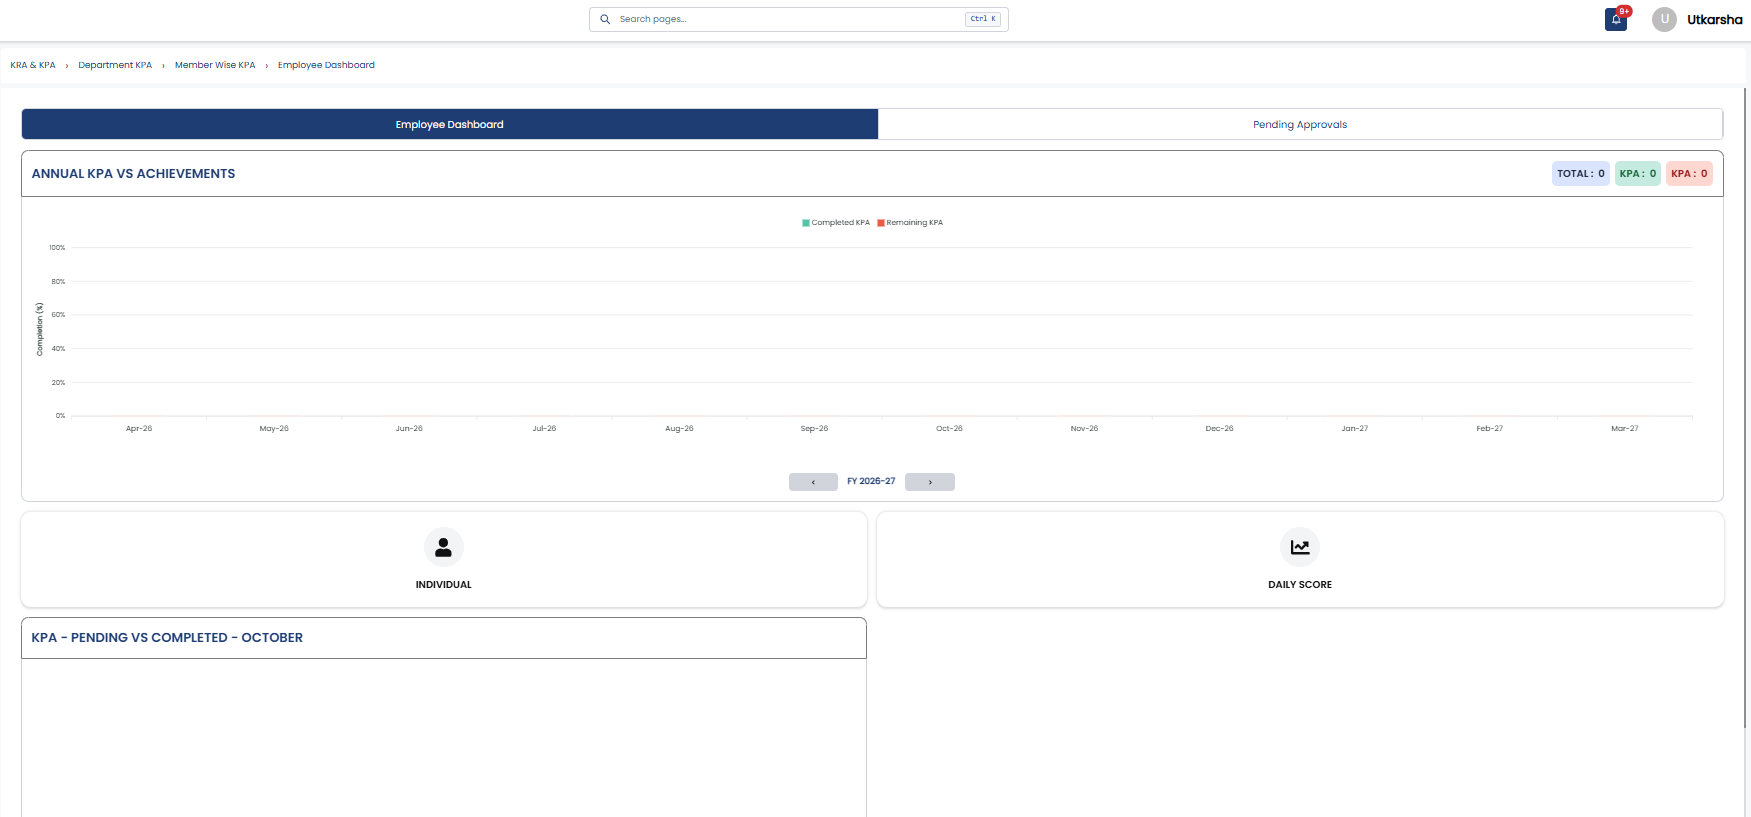 Search pages...
Ctrl K
9+
U
Utkarsha
KRA & KPA › Department KPA › Member Wise KPA › Employee Dashboard
Employee Dashboard
Pending Approvals
ANNUAL KPA VS ACHIEVEMENTS
TOTAL : 0
KPA : 0
KPA : 0
Completed KPA
Remaining KPA
Completion (%)
100%
80%
60%
40%
20%
0%
Apr-26
May-26
Jun-26
Jul-26
Aug-26
Sep-26
Oct-26
Nov-26
Dec-26
Jan-27
Feb-27
Mar-27
‹
FY 2026-27
›
INDIVIDUAL
DAILY SCORE
KPA - PENDING VS COMPLETED - OCTOBER